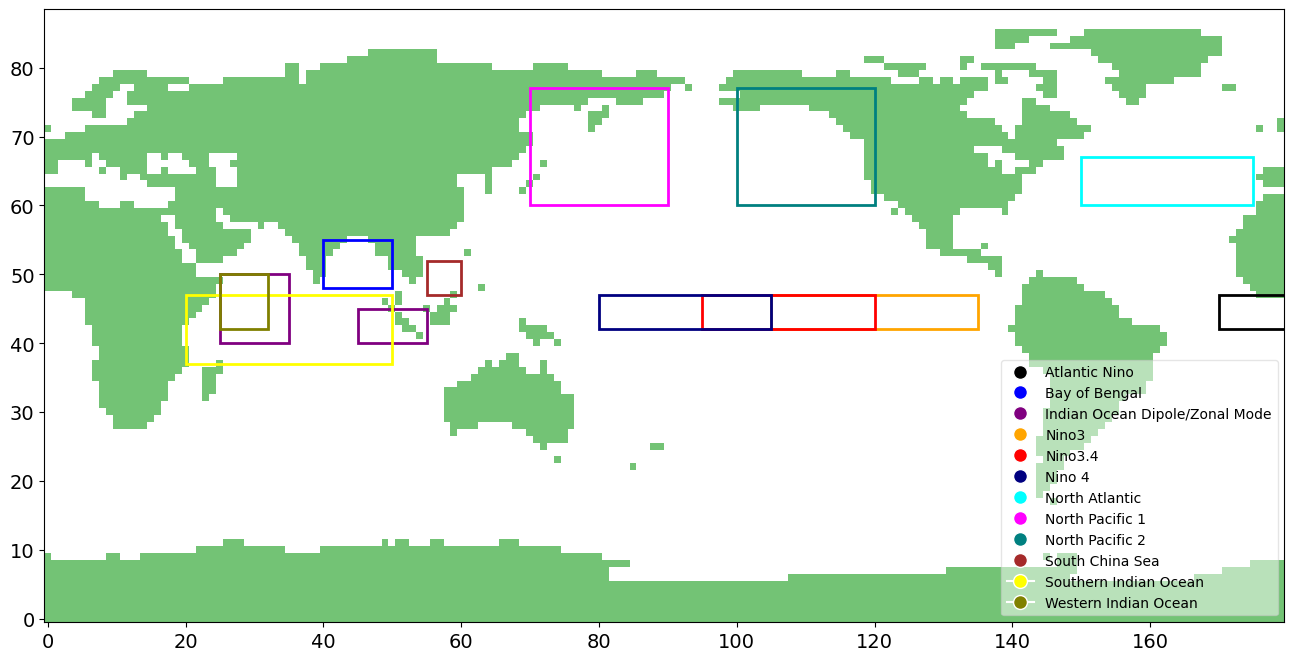 80
70
60
50
40
30
20
10
0
0 20 40 60 80 100 120 140 160
Atlantic Nino
Bay of Bengal
Indian Ocean Dipole/Zonal Mode
Nino3
Nino3.4
Nino 4
North Atlantic
North Pacific 1
North Pacific 2
South China Sea
Southern Indian Ocean
Western Indian Ocean